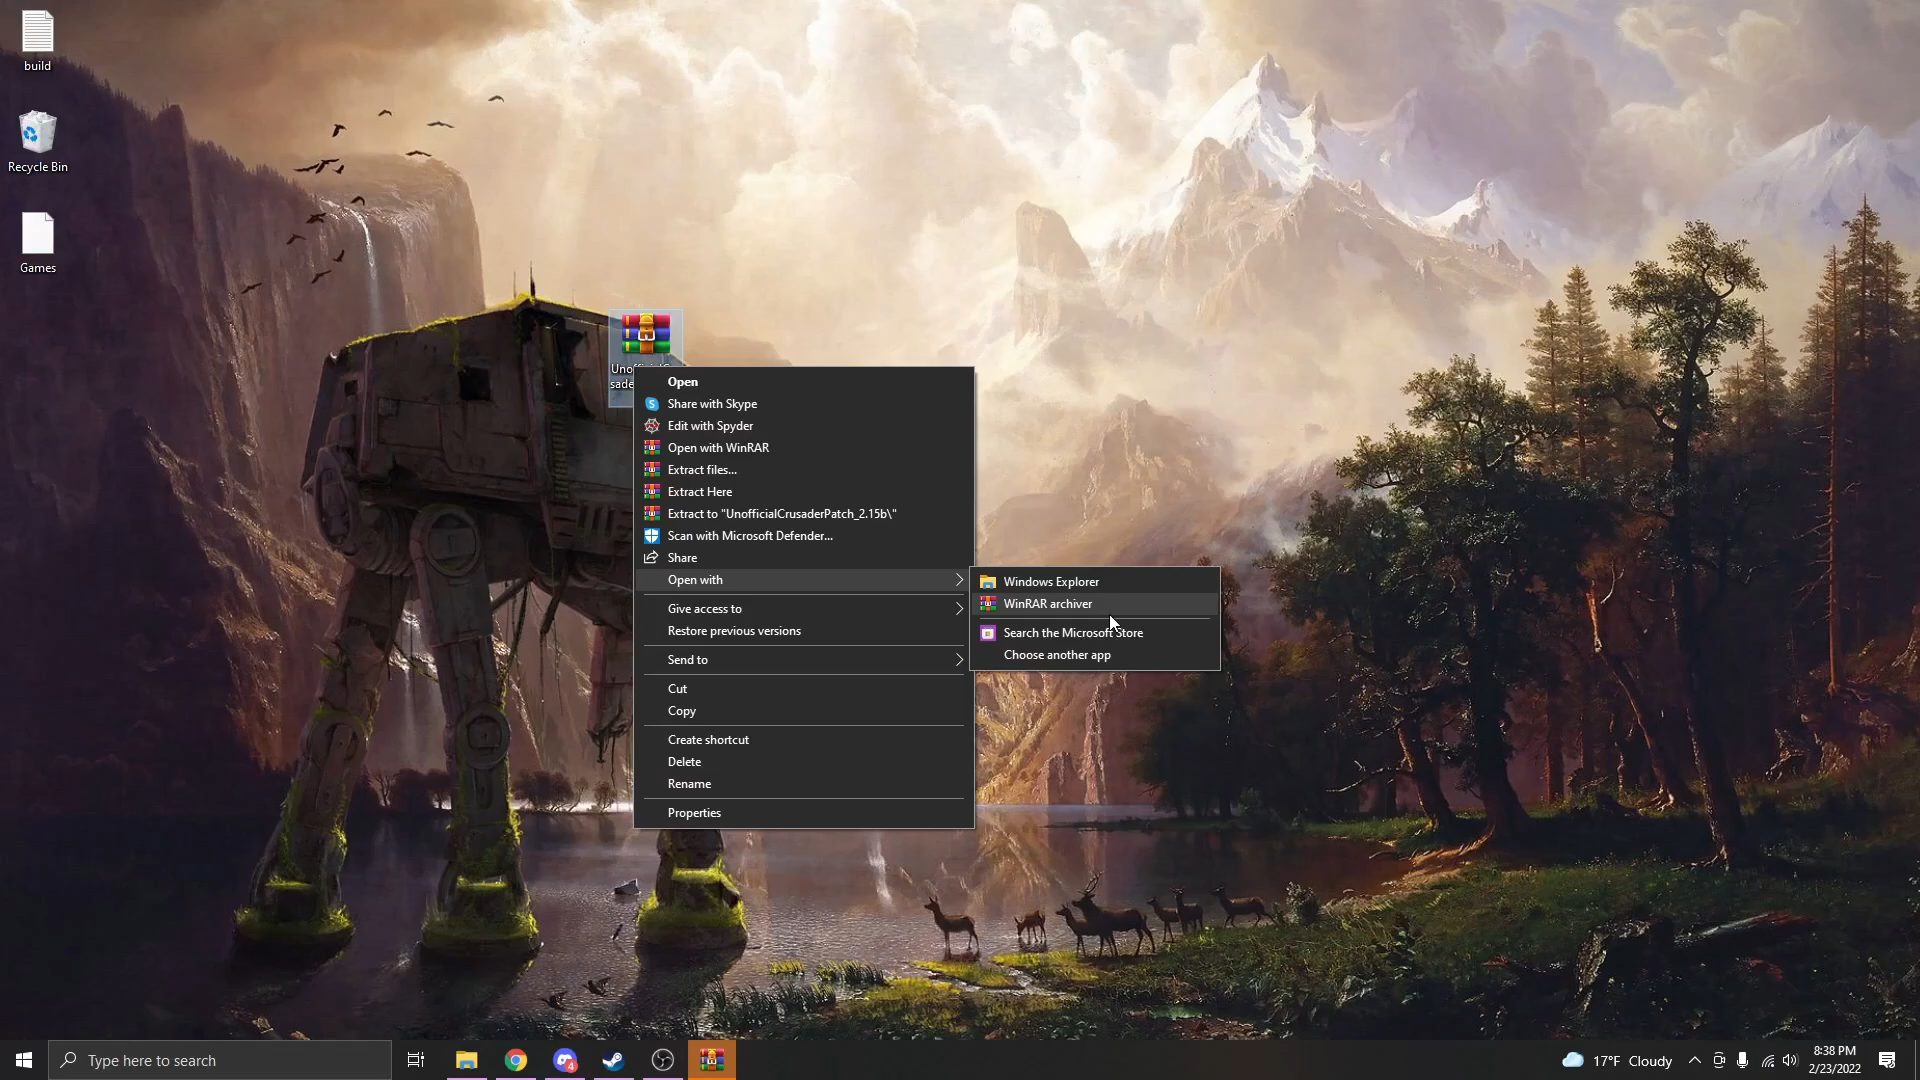 build
Recycle Bin
Games
Open
Share with Skype
Edit with Spyder
Open with WinRAR
Extract files...
Extract Here
Extract to "UnofficialCrusaderPatch_2.15b\"
Scan with Microsoft Defender...
Share
Open with
Give access to
Restore previous versions
Send to
Cut
Copy
Create shortcut
Delete
Rename
Properties
Windows Explorer
WinRAR archiver
Search the Microsoft Store
Choose another app
Type here to search
4
17°F Cloudy
8:38 PM
2/23/2022